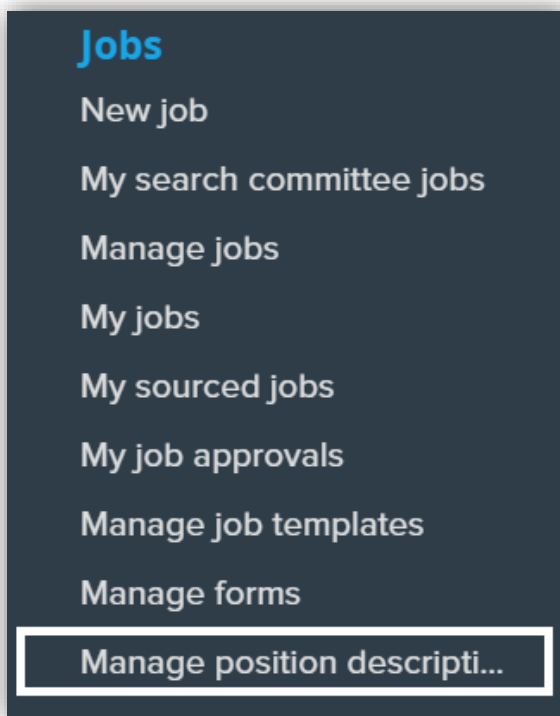 Jobs
New job
My search committee jobs
Manage jobs
My jobs
My sourced jobs
My job approvals
Manage job templates
Manage forms
Manage position descripti...